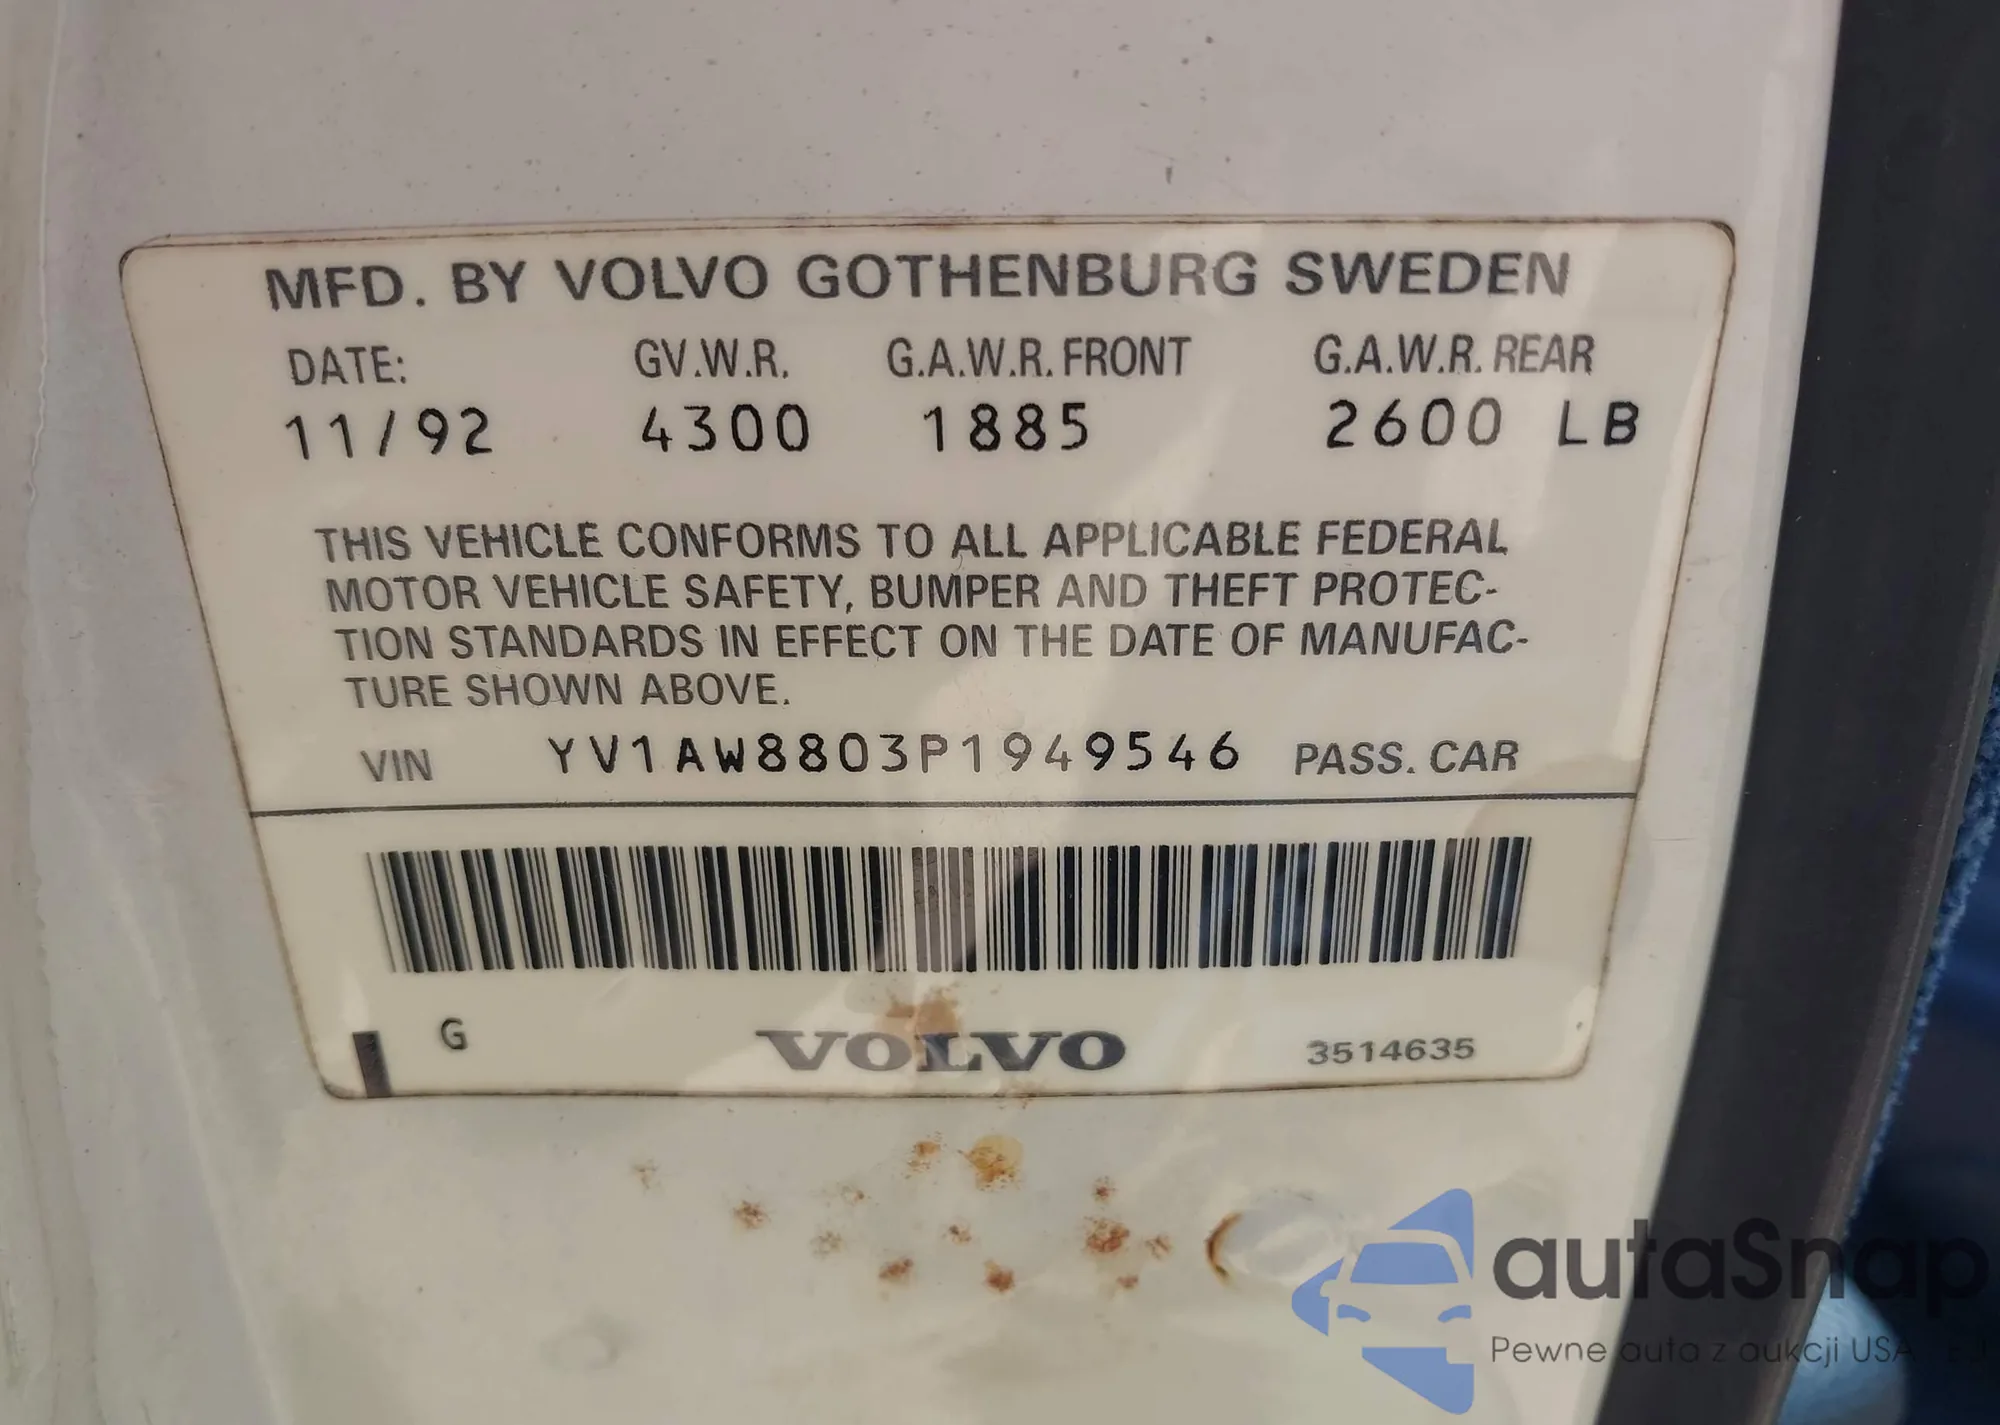 MFD. BY VOLVO GOTHENBURG SWEDEN
DATE: GV.W.R. G.A.W.R. FRONT G.A.W.R. REAR
11/92 4300 1885 2600 LB
THIS VEHICLE CONFORMS TO ALL APPLICABLE FEDERAL
MOTOR VEHICLE SAFETY, BUMPER AND THEFT PROTEC-
TION STANDARDS IN EFFECT ON THE DATE OF MANUFAC-
TURE SHOWN ABOVE.
VIN YV1AW8803P1949546 PASS. CAR
G VOLVO 3514635
autaSnap
Pewne auta z aukcji USA